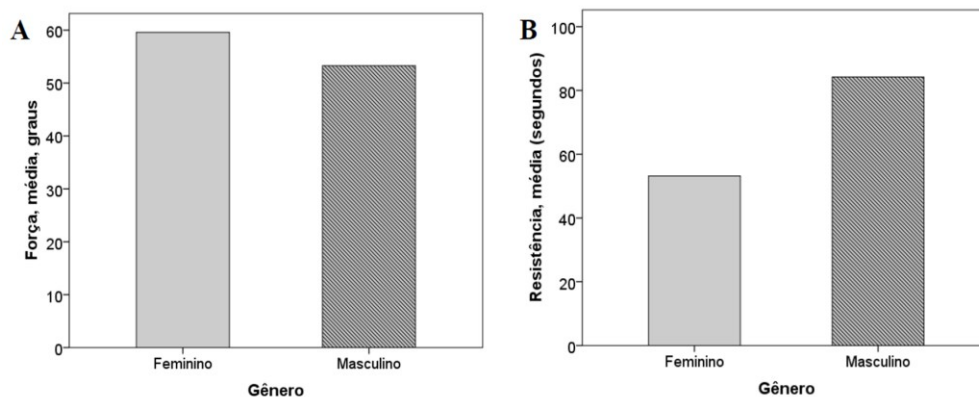 A
Força, média, graus
60
50
40
30
20
10
0
Feminino
Masculino
Gênero
B
Resistência, média (segundos)
100
80
60
40
20
0
Feminino
Masculino
Gênero